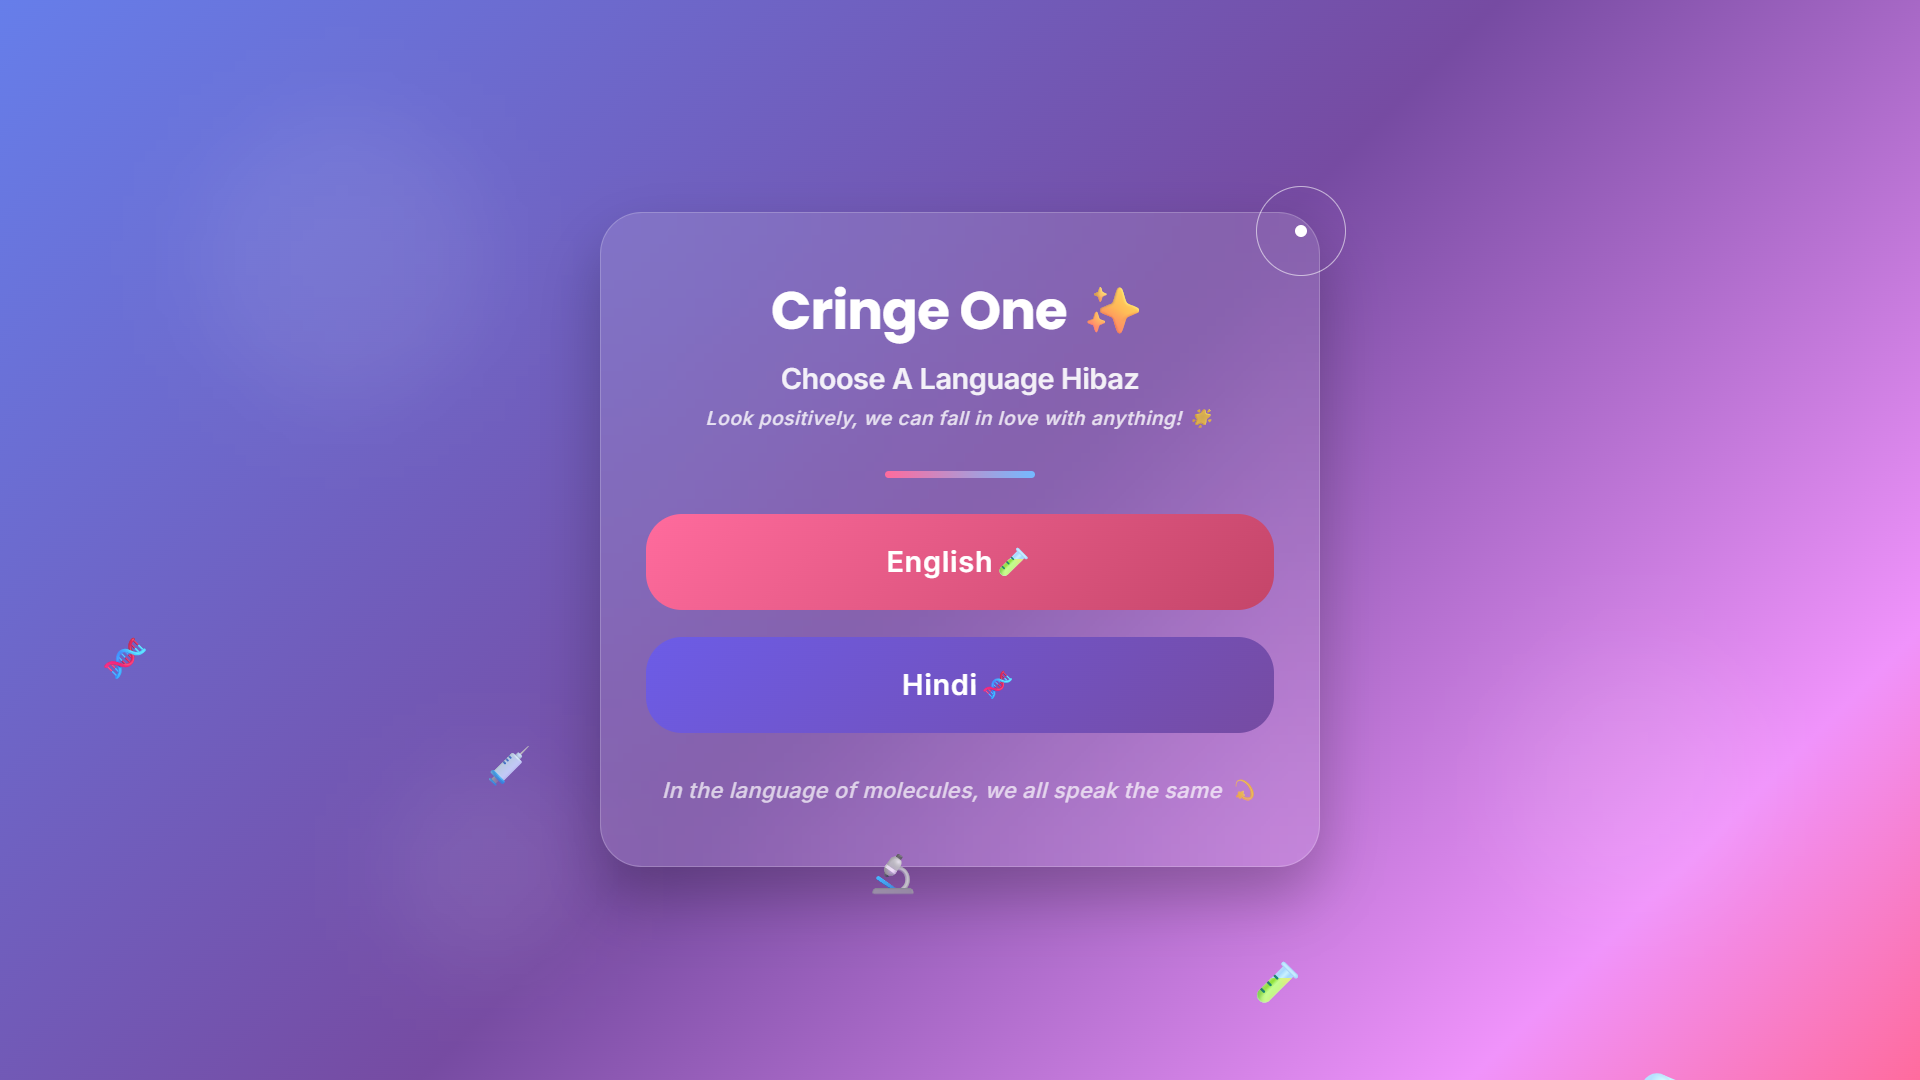 Cringe One ✨
Choose A Language Hibaz
Look positively, we can fall in love with anything! 🌟
English 🧪
Hindi 🧬
In the language of molecules, we all speak the same 💫